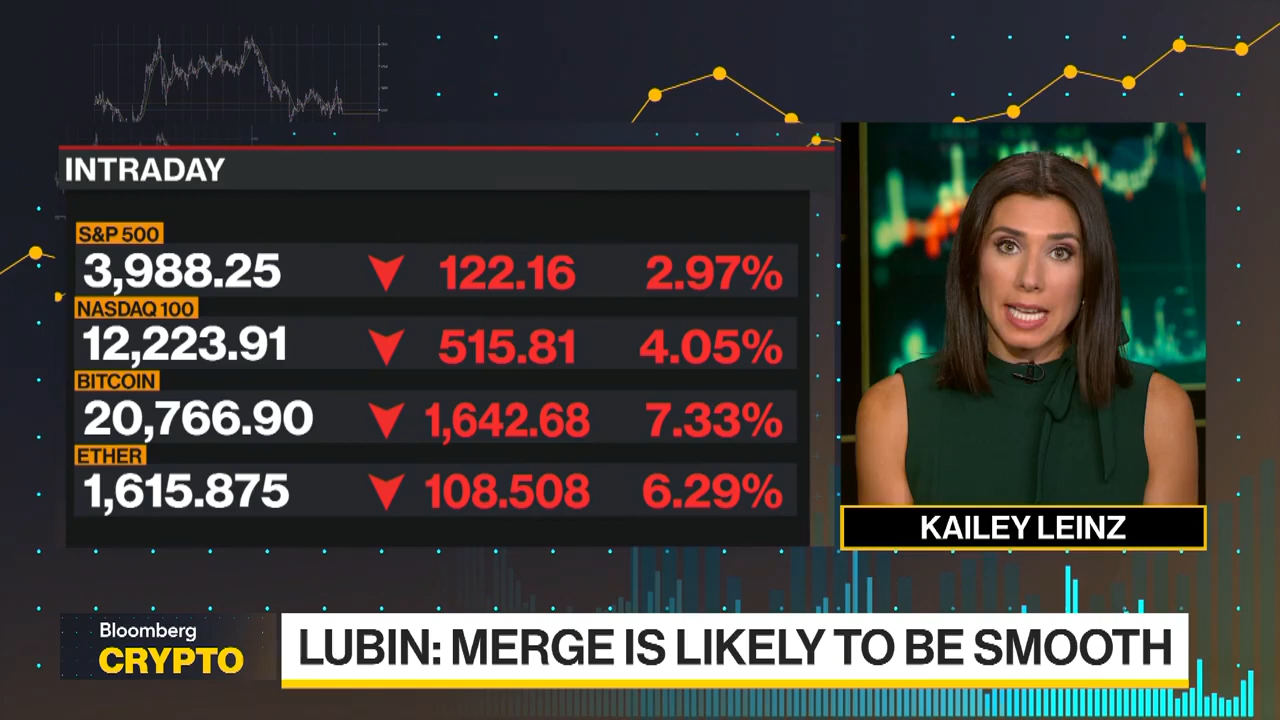 INTRADAY
S&P 500
3,988.25 122.16 2.97%
NASDAQ 100
12,223.91 515.81 4.05%
BITCOIN
20,766.90 1,642.68 7.33%
ETHER
1,615.875 108.508 6.29%
KAILEY LEINZ
Bloomberg
CRYPTO
LUBIN: MERGE IS LIKELY TO BE SMOOTH